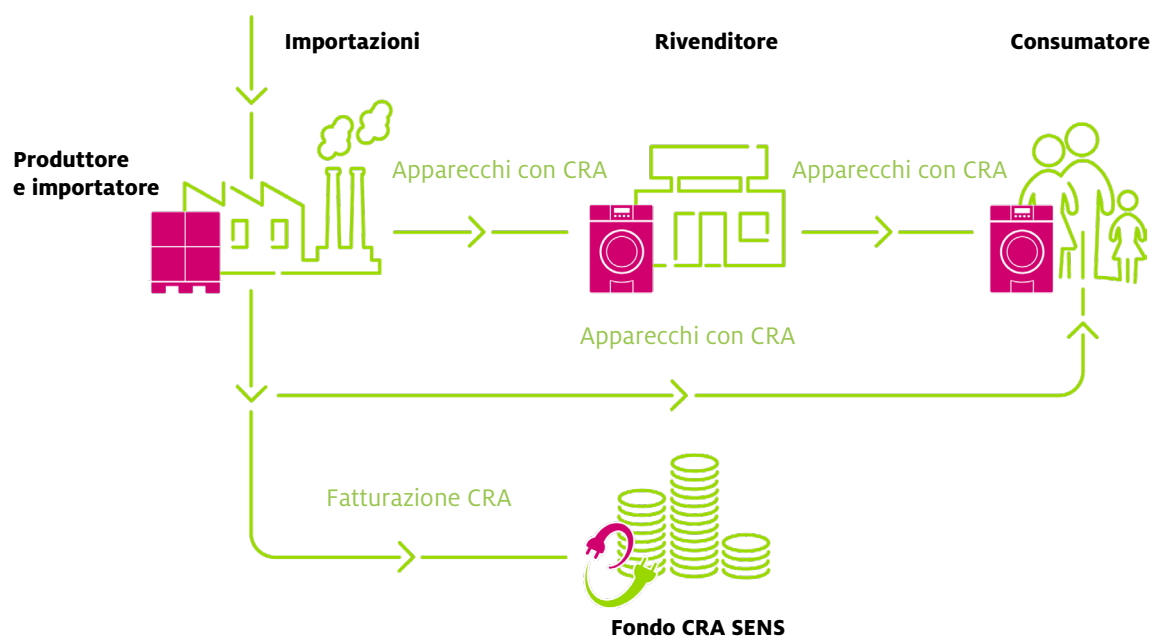 Importazioni
Rivenditore
Consumatore
Produttore
e importatore
Apparecchi con CRA
Apparecchi con CRA
Apparecchi con CRA
Fatturazione CRA
Fondo CRA SENS